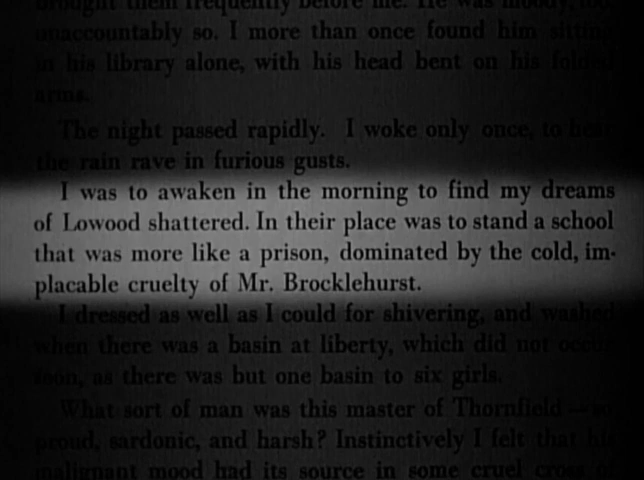 brought them frequently before me. He was moody, too
unaccountably so. I more than once found him sitting
in his library alone, with his head bent on his folded
arms.
The night passed rapidly. I woke only once, to hear
the rain rave in furious gusts.
I was to awaken in the morning to find my dreams
of Lowood shattered. In their place was to stand a school
that was more like a prison, dominated by the cold, im-
placable cruelty of Mr. Brocklehurst.
I dressed as well as I could for shivering, and washed
when there was a basin at liberty, which did not occur
soon, as there was but one basin to six girls.
What sort of man was this master of Thornfield—so
proud, sardonic, and harsh? Instinctively I felt that his
malignant mood had its source in some cruel cross of